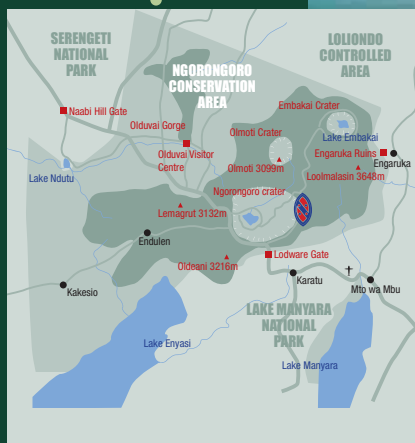 SERENGETI
NATIONAL
PARK
LOLIONDO
CONTROLLED
AREA
NGORONGORO
CONSERVATION
AREA
Naabi Hill Gate
Embakai Crater
Olduvai Gorge
Olmoti Crater
Lake Embakai
Olduvai Visitor
Centre
Engaruka Ruins
Engaruka
Olmoti 3099m
Loolmalasin 3648m
Lake Ndutu
Ngorongoro crater
Lemagrut 3132m
Endulen
Lodware Gate
Oldeani 3216m
Karatu
Mto wa Mbu
Kakesio
LAKE MANYARA
NATIONAL
PARK
Lake Enyasi
Lake Manyara